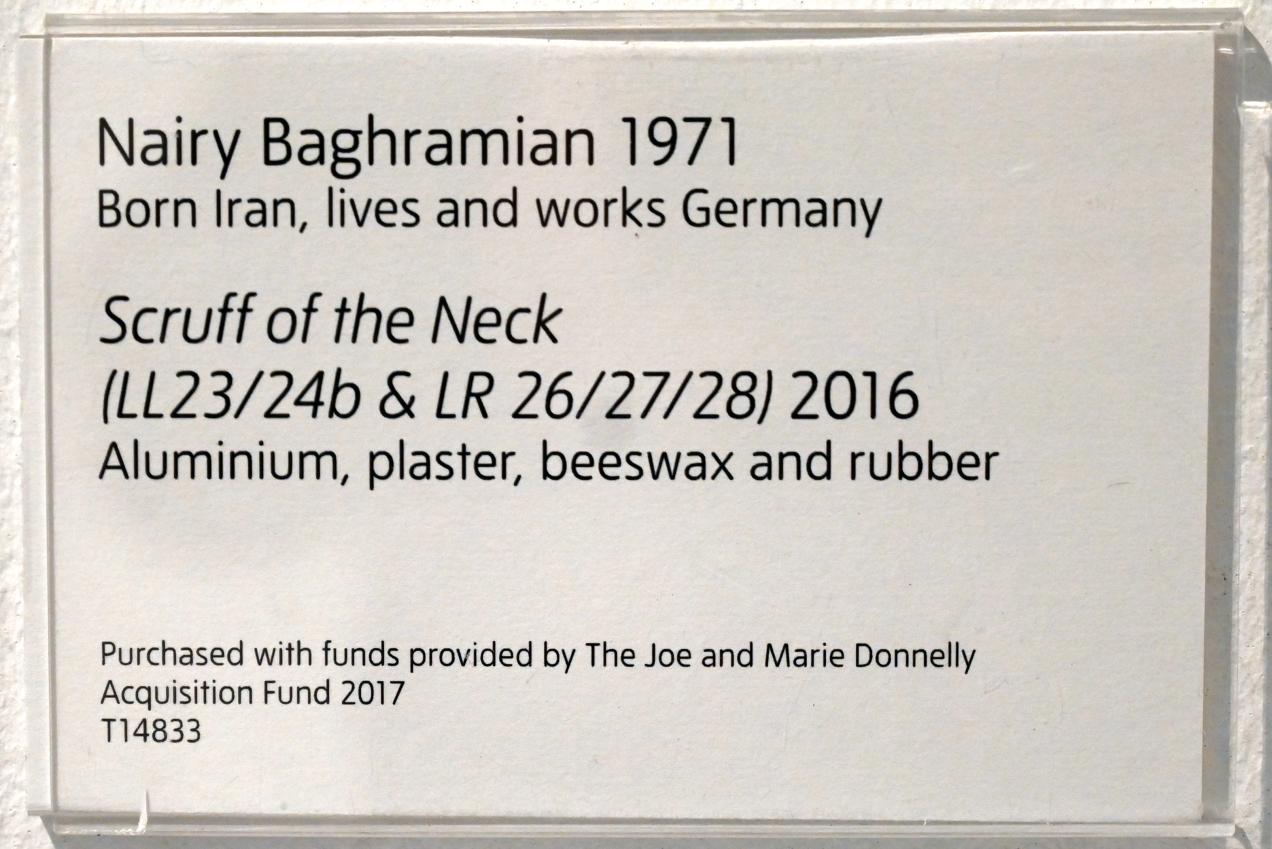 Nairy Baghramian 1971
Born Iran, lives and works Germany
Scruff of the Neck
(LL23/24b & LR 26/27/28) 2016
Aluminium, plaster, beeswax and rubber
Purchased with funds provided by The Joe and Marie Donnelly
Acquisition Fund 2017
T14833